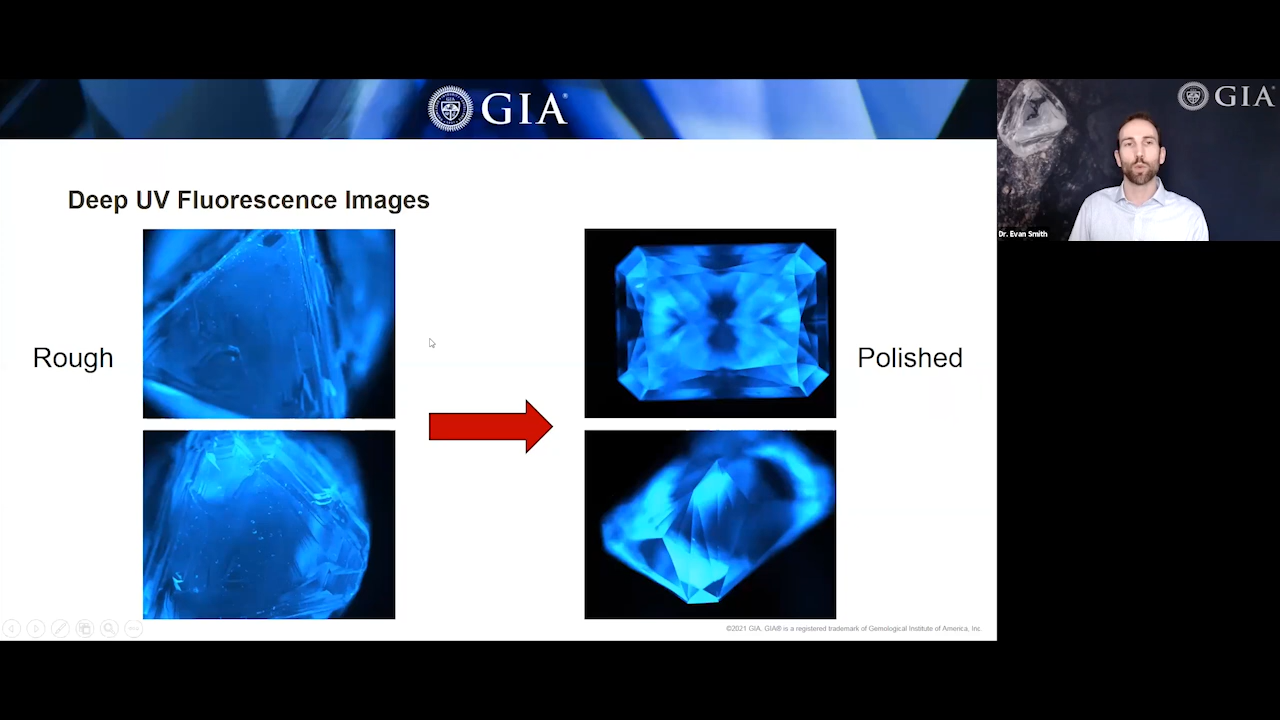 GIA®
Deep UV Fluorescence Images
Rough
Polished
©2021 GIA. GIA® is a registered trademark of Gemological Institute of America, Inc.
GIA
Dr. Evan Smith